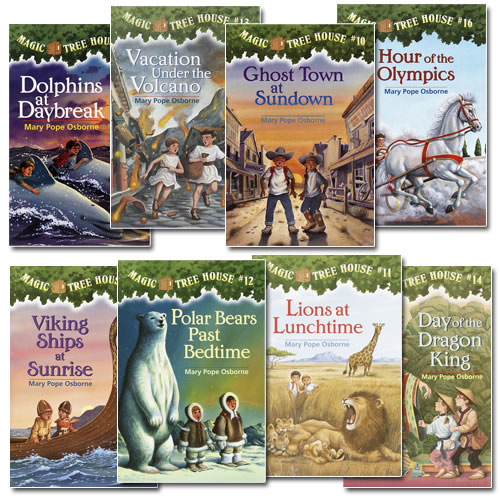 MAGIC TREE HOUSE
Dolphins
at
Daybreak
Mary Pope Osborne
MAGIC TREE HOUSE #13
Vacation
Under the
Volcano
Mary Pope Osborne
MAGIC TREE HOUSE #10
Ghost Town
at
Sundown
Mary Pope Osborne
MAGIC TREE HOUSE #16
Hour of the
Olympics
Mary Pope Osborne
MAGIC TREE HOUSE
Viking
Ships
at
Sunrise
Mary Pope Osborne
MAGIC TREE HOUSE #12
Polar Bears
Past
Bedtime
Mary Pope Osborne
MAGIC TREE HOUSE #11
Lions at
Lunchtime
Mary Pope Osborne
TREE HOUSE #14
Day of the
Dragon
King
Mary Pope Osborne